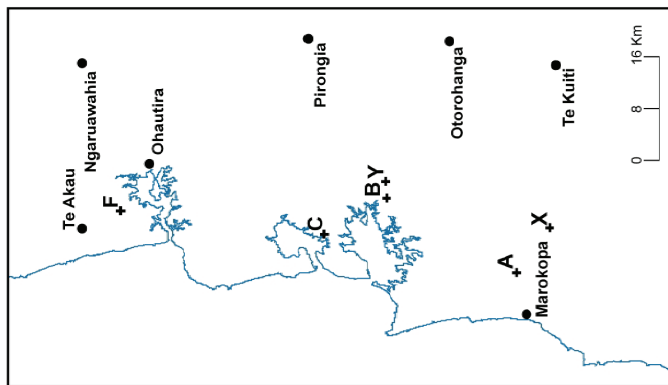 Te Akau
Ngaruawahia
F
Ohautira
Pirongia
C
B
Y
Otorohanga
A
X
Marokopa
Te Kuiti
0
8
16 Km